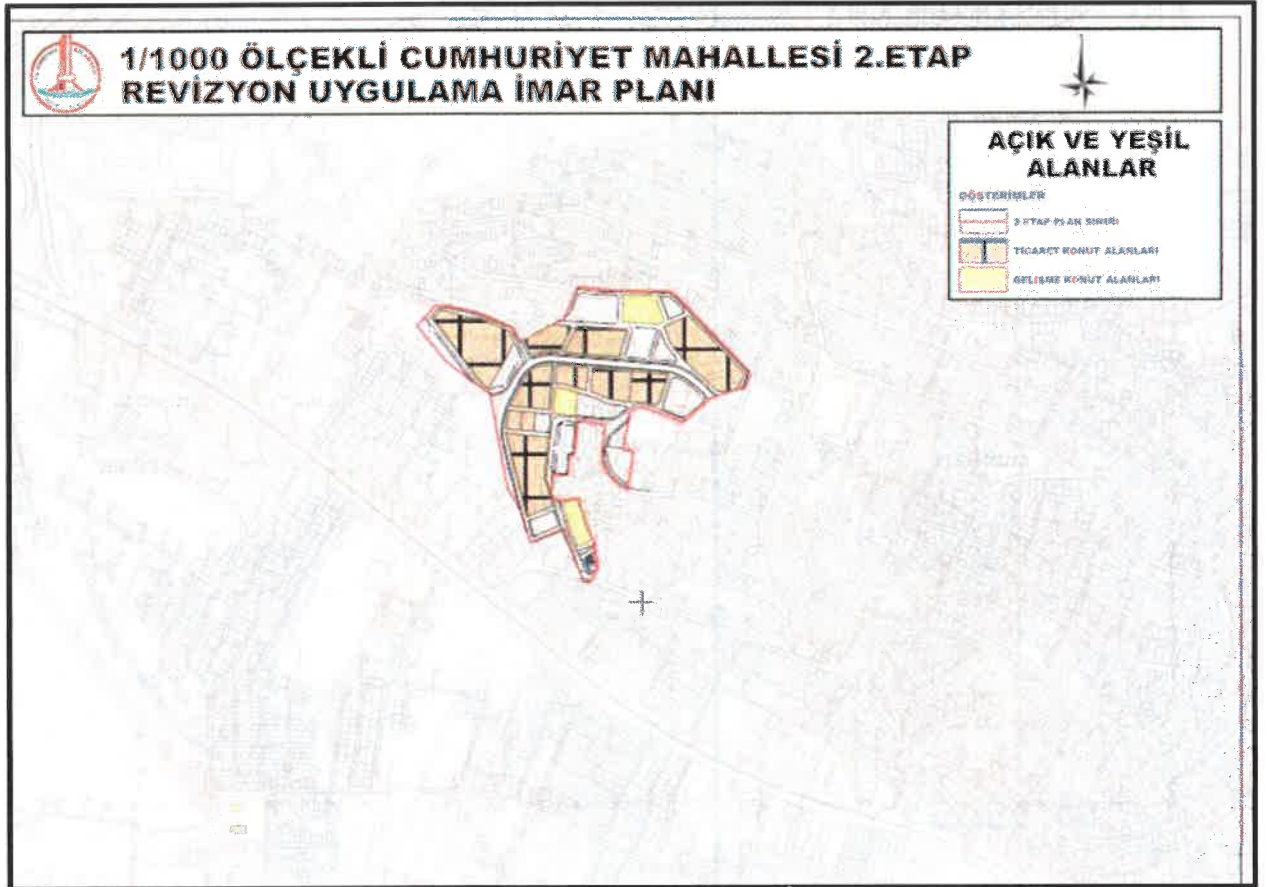 1/1000 ÖLÇEKLİ CUMHURİYET MAHALLESİ 2.ETAP
REVİZYON UYGULAMA İMAR PLANI
AÇIK VE YEŞİL
ALANLAR
GÖSTERİMLER
2.ETAP PLAN SINIRI
TİCARET KONUT ALANLARI
GELİŞME KONUT ALANLARI